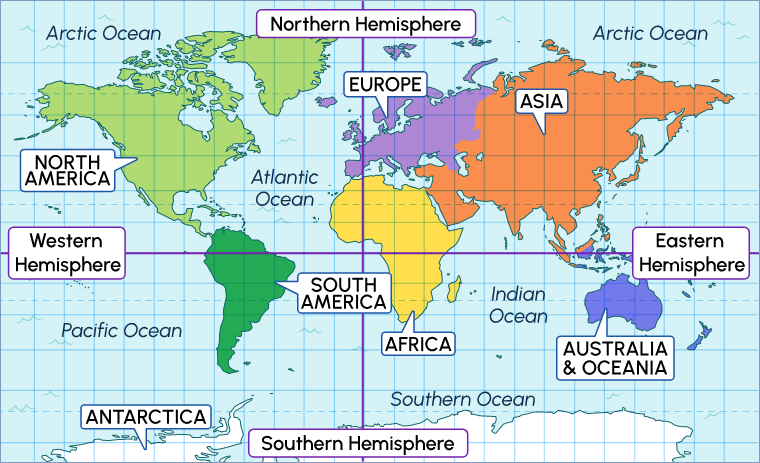 Northern Hemisphere
Arctic Ocean
Arctic Ocean
EUROPE
ASIA
NORTH
AMERICA
Atlantic
Ocean
Western
Hemisphere
Eastern
Hemisphere
SOUTH
AMERICA
Indian
Ocean
Pacific Ocean
AFRICA
AUSTRALIA
& OCEANIA
Southern Ocean
ANTARCTICA
Southern Hemisphere